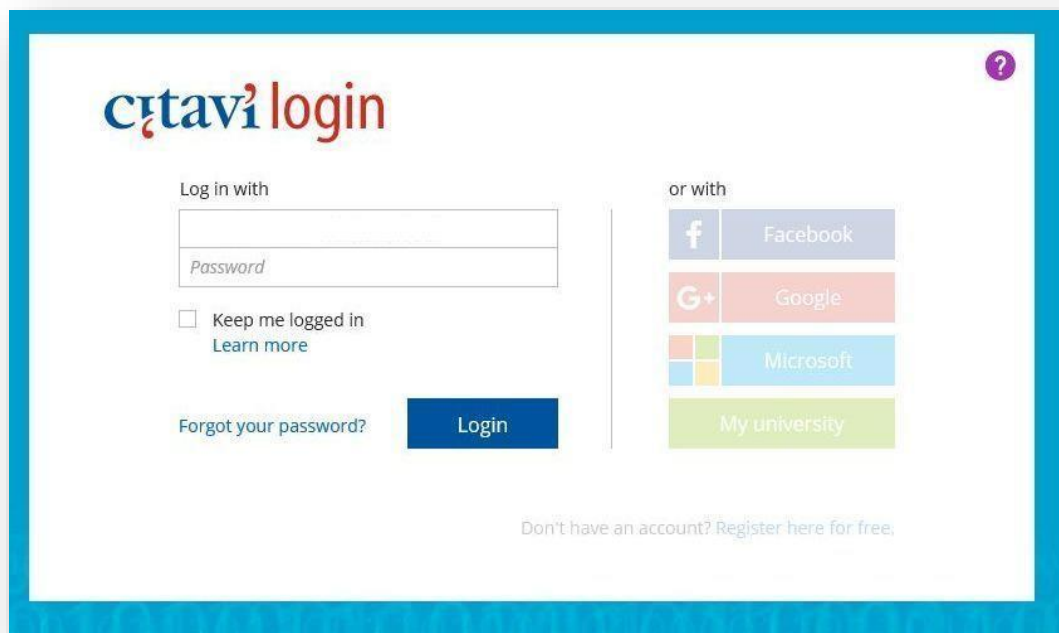 ?
citavi login
Log in with
Password
Keep me logged in
Learn more
Forgot your password?
Login
or with
f
Facebook
G+
Google
Microsoft
My university
Don't have an account? Register here for free.